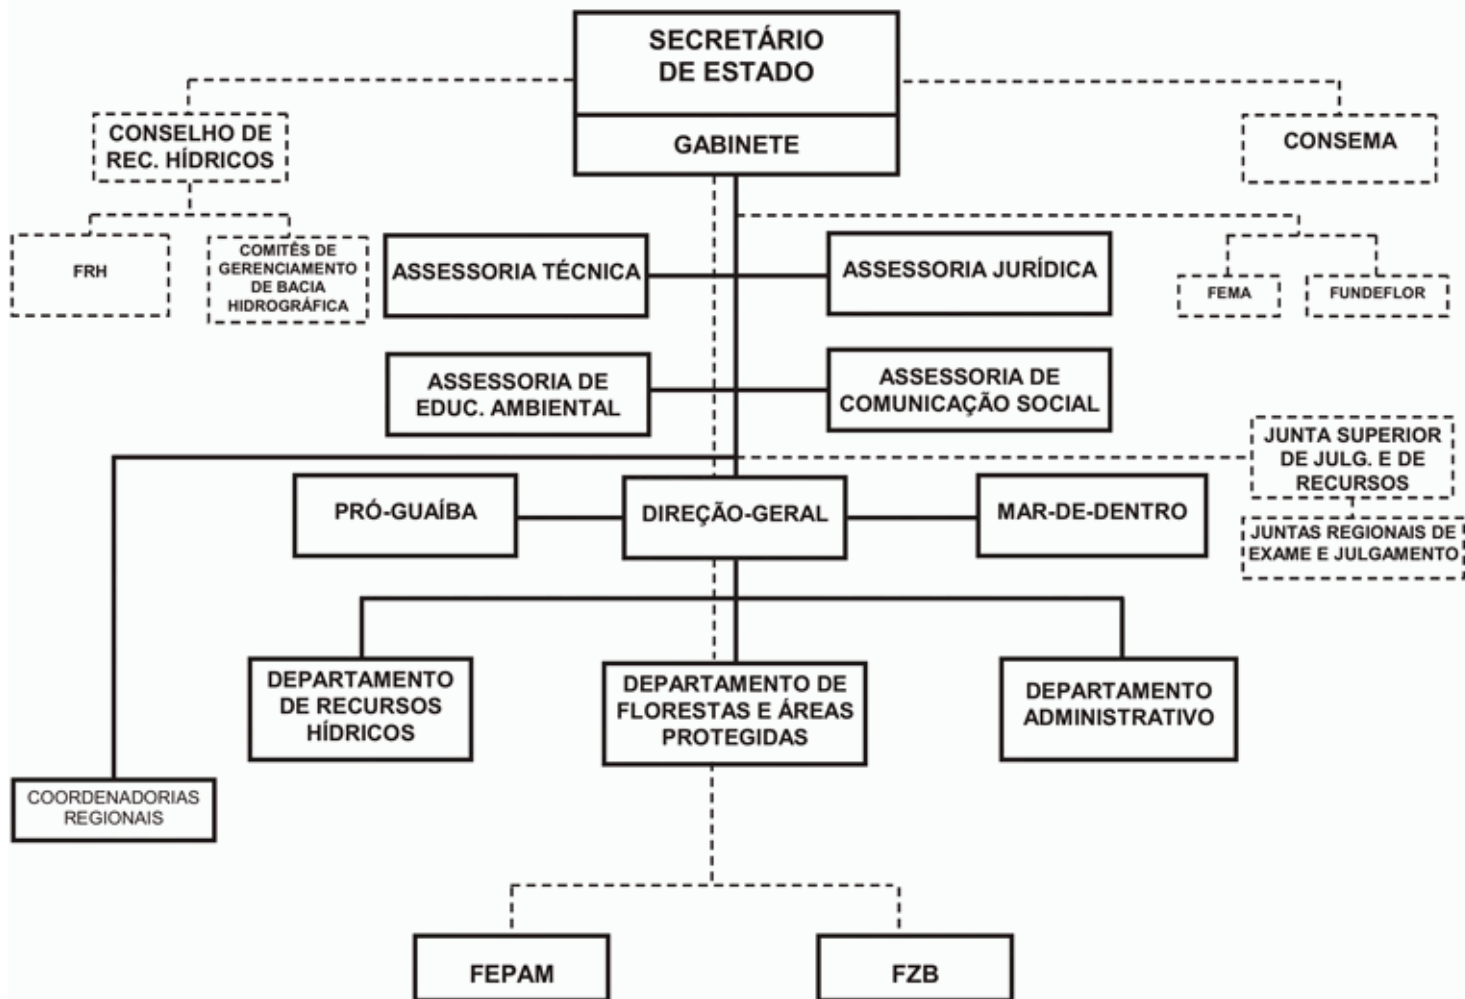 SECRETÁRIO
DE ESTADO
GABINETE
CONSELHO DE
REC. HÍDRICOS
CONSEMA
FRH
COMITÊS DE
GERENCIAMENTO
DE BACIA
HIDROGRÁFICA
ASSESSORIA TÉCNICA
ASSESSORIA JURÍDICA
FEMA
FUNDEFLOR
ASSESSORIA DE
EDUC. AMBIENTAL
ASSESSORIA DE
COMUNICAÇÃO SOCIAL
JUNTA SUPERIOR
DE JULG. E DE
RECURSOS
PRÓ-GUAÍBA
DIREÇÃO-GERAL
MAR-DE-DENTRO
JUNTAS REGIONAIS DE
EXAME E JULGAMENTO
DEPARTAMENTO
DE RECURSOS
HÍDRICOS
DEPARTAMENTO DE
FLORESTAS E ÁREAS
PROTEGIDAS
DEPARTAMENTO
ADMINISTRATIVO
COORDENADORIAS
REGIONAIS
FEPAM
FZB